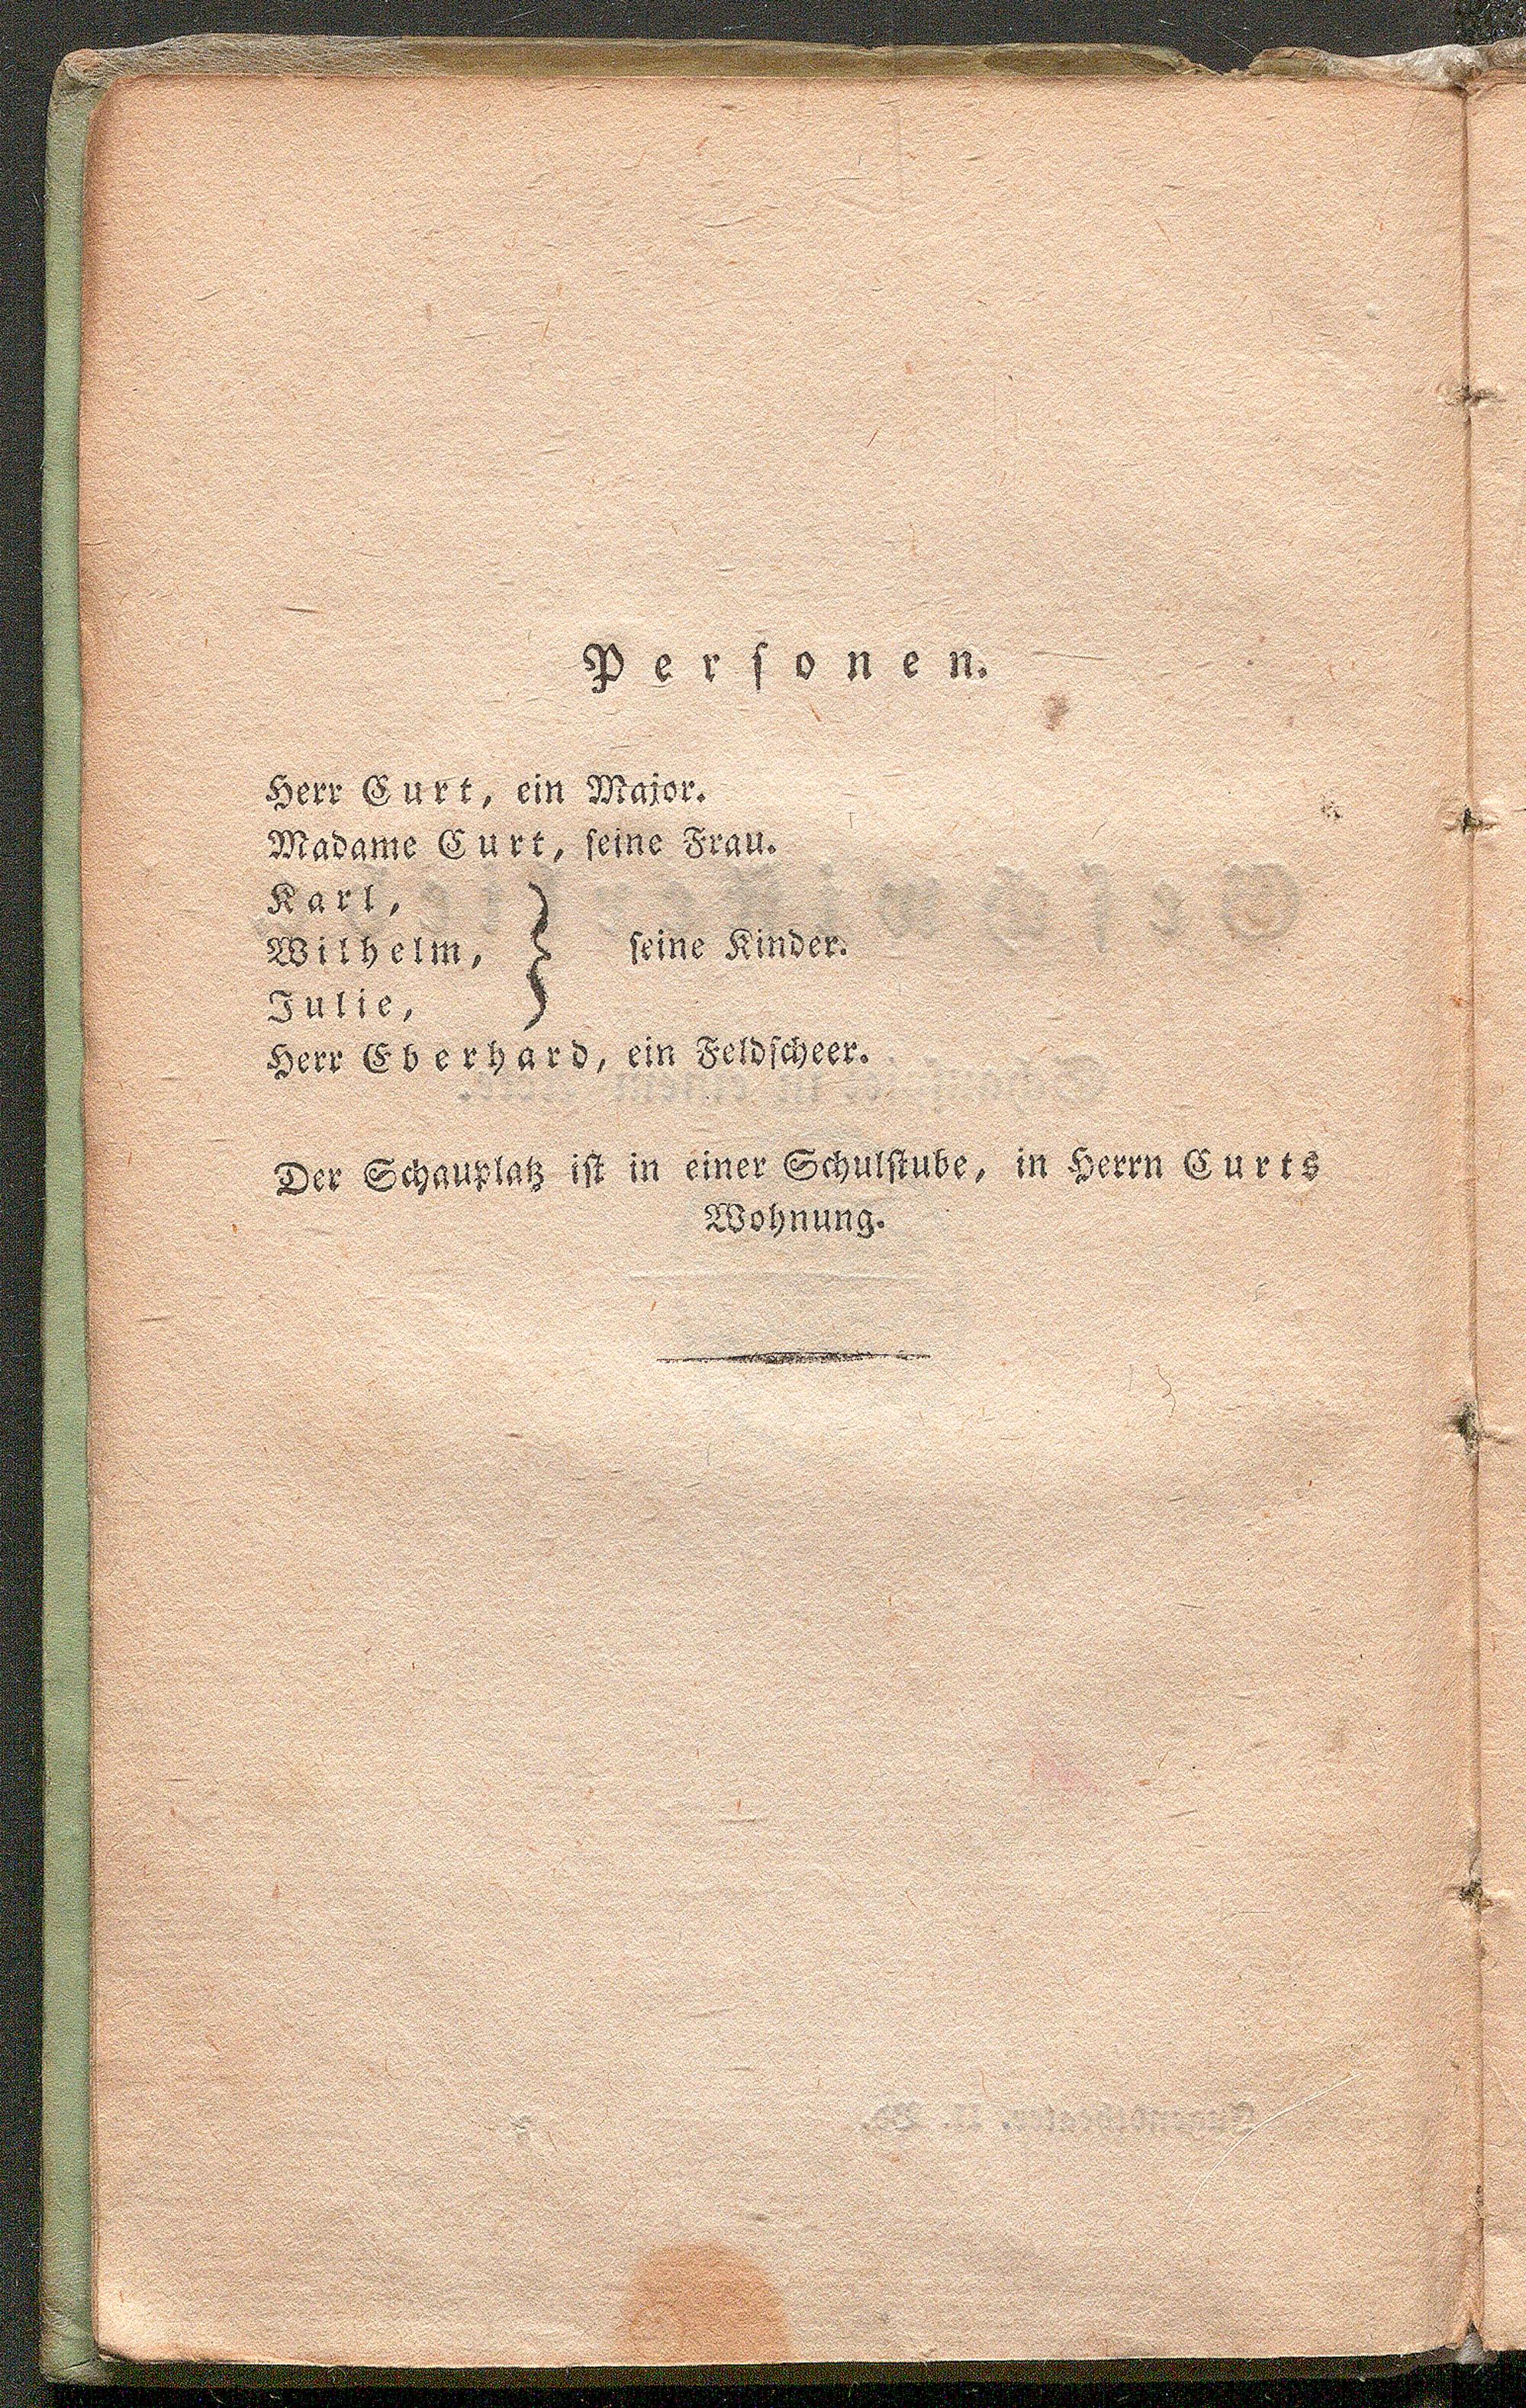 Perſonen.
Herr Curt, ein Major.
Madame Curt, ſeine Frau.
Karl,
Wilhelm, } ſeine Kinder.
Julie,
Herr Eberhard, ein Feldſcheer.
Der Schauplatz iſt in einer Schulſtube, in Herrn Curts
Wohnung.